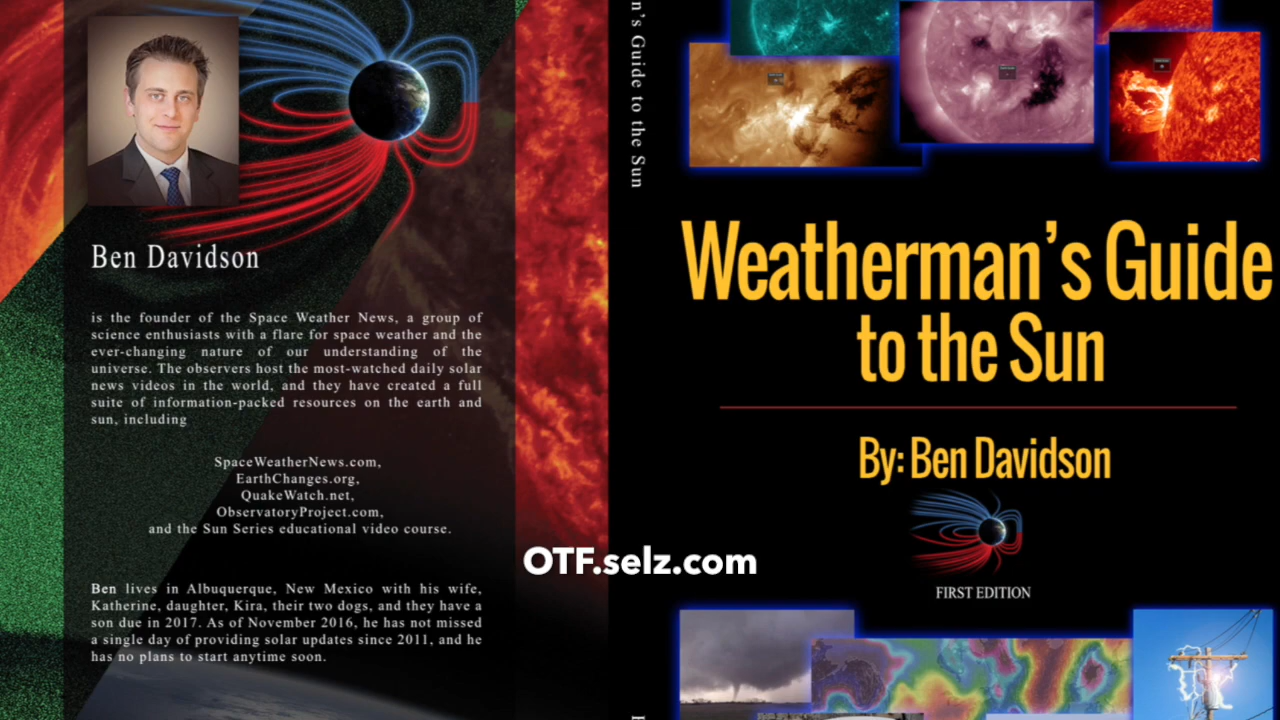 Ben Davidson
is the founder of the Space Weather News, a group of
science enthusiasts with a flare for space weather and the
ever-changing nature of our understanding of the
universe. The observers host the most-watched daily solar
news videos in the world, and they have created a full
suite of information-packed resources on the earth and
sun, including
SpaceWeatherNews.com,
EarthChanges.org,
QuakeWatch.net,
ObservatoryProject.com,
and the Sun Series educational video course.
Ben lives in Albuquerque, New Mexico with his wife,
Katherine, daughter, Kira, their two dogs, and they have a
son due in 2017. As of November 2016, he has not missed
a single day of providing solar updates since 2011, and he
has no plans to start anytime soon.
n's Guide to the Sun
OTF.selz.com
Weatherman's Guide
to the Sun
By: Ben Davidson
FIRST EDITION